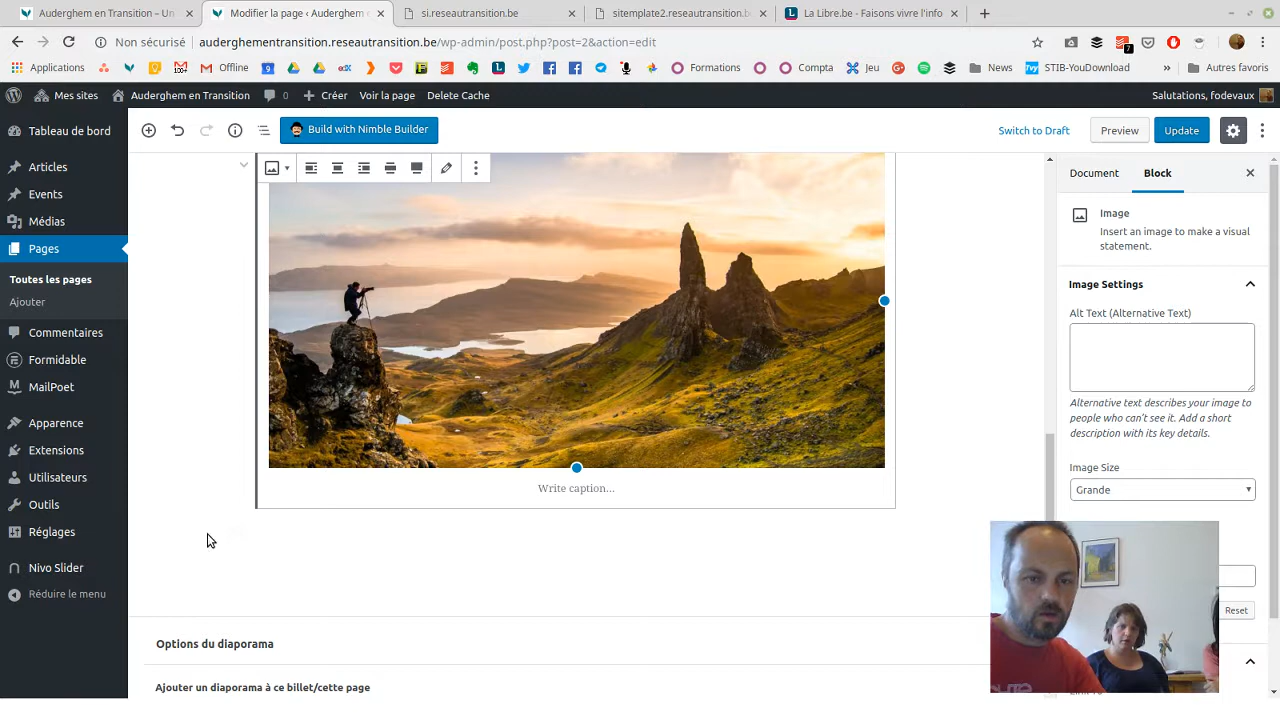 Auderghem en Transition – Un
Modifier la page ‹ Auderghem e
si.reseautransition.be
sitemplate2.reseautransition.b
La Libre.be - Faisons vivre l'info
Non sécurisé
auderghementransition.reseautransition.be/wp-admin/post.php?post=2&action=edit
7
Applications
100+
Offline
9
edX
Formations
Compta
Jeu
News
STIB-YouDownload
»
Autres favoris
Mes sites
Auderghem en Transition
0
Créer
Voir la page
Delete Cache
Salutations, fodevaux
Tableau de bord
Articles
Events
Médias
Pages
Toutes les pages
Ajouter
Commentaires
Formidable
MailPoet
Apparence
Extensions
Utilisateurs
Outils
Réglages
Nivo Slider
Réduire le menu
Build with Nimble Builder
Switch to Draft
Preview
Update
Write caption...
Options du diaporama
Ajouter un diaporama à ce billet/cette page
Document
Block
Image
Insert an image to make a visual
statement.
Image Settings
Alt Text (Alternative Text)
Alternative text describes your image to
people who can't see it. Add a short
description with its key details.
Image Size
Grande
Reset